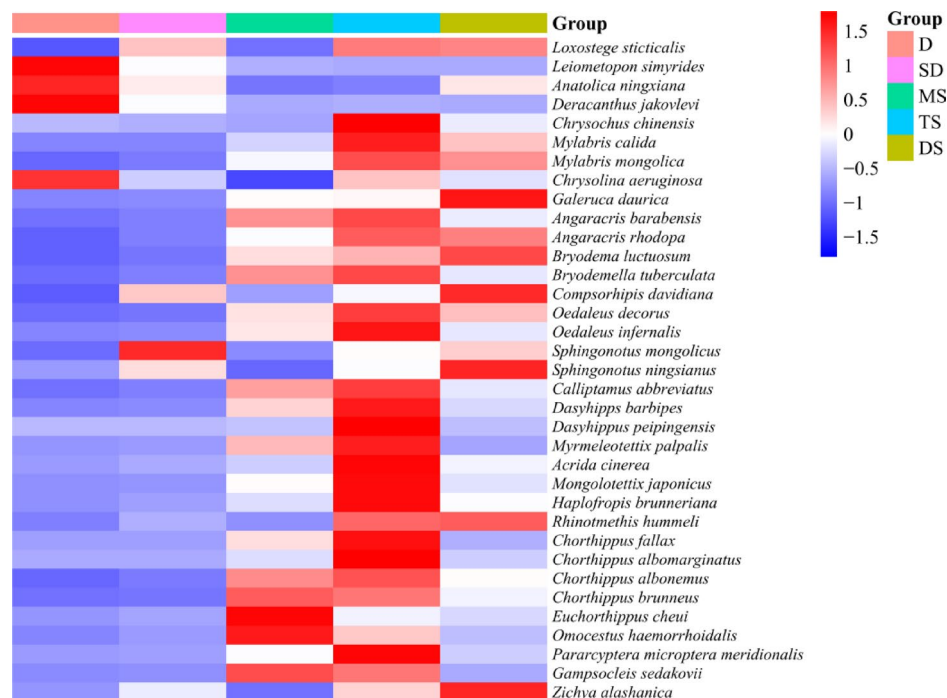 Group
Loxostege sticticalis
Leiometopon simyrides
Anatolica ningxiana
Deracanthus jakovlevi
Chrysochus chinensis
Mylabris calida
Mylabris mongolica
Chrysolina aeruginosa
Galeruca daurica
Angaracris barabensis
Angaracris rhodopa
Bryodema luctuosum
Bryodemella tuberculata
Compsorhipis davidiana
Oedaleus decorus
Oedaleus infernalis
Sphingonotus mongolicus
Sphingonotus ningsianus
Calliptamus abbreviatus
Dasyhipps barbipes
Dasyhippus peipingensis
Myrmeleotettix palpalis
Acrida cinerea
Mongolotettix japonicus
Haplofropis brunneriana
Rhinotmethis hummeli
Chorthippus fallax
Chorthippus albomarginatus
Chorthippus albonemus
Chorthippus brunneus
Euchorthippus cheui
Omocestus haemorrhoidalis
Pararcyptera microptera meridionalis
Gampsocleis sedakovii
Zichya alashanica
1.5
1
0.5
0
−0.5
−1
−1.5
Group
D
SD
MS
TS
DS